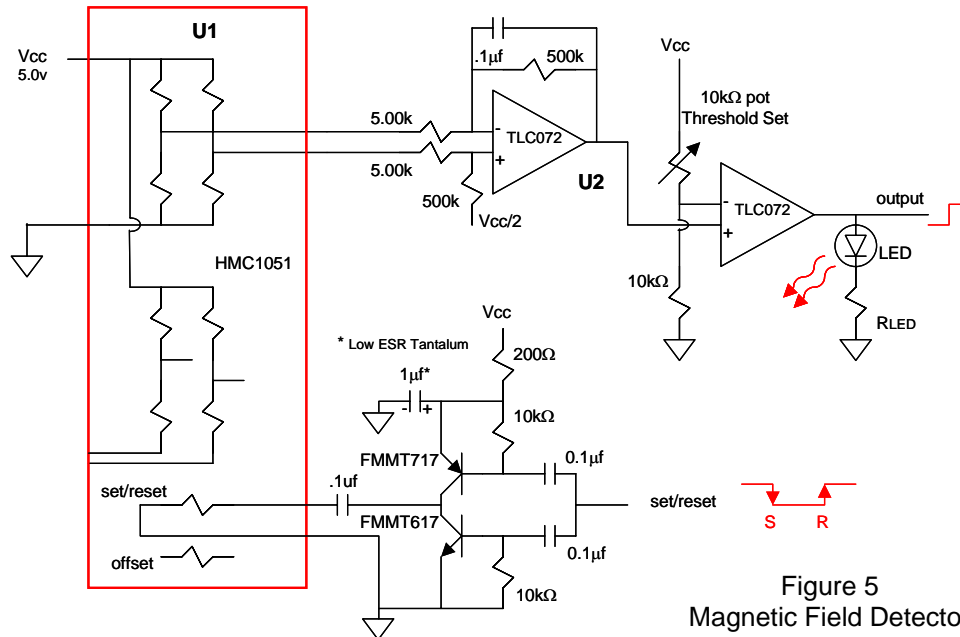 U1
Vcc
5.0v
.1µf
500k
5.00k
5.00k
-
+
TLC072
U2
500k
Vcc/2
Vcc
10kΩ pot
Threshold Set
-
+
TLC072
output
LED
RLED
10kΩ
HMC1051
Vcc
* Low ESR Tantalum
200Ω
1µf*
- +
10kΩ
FMMT717
0.1µf
.1uf
set/reset
FMMT617
set/reset
S R
0.1µf
offset
10kΩ
Figure 5
Magnetic Field Detecto